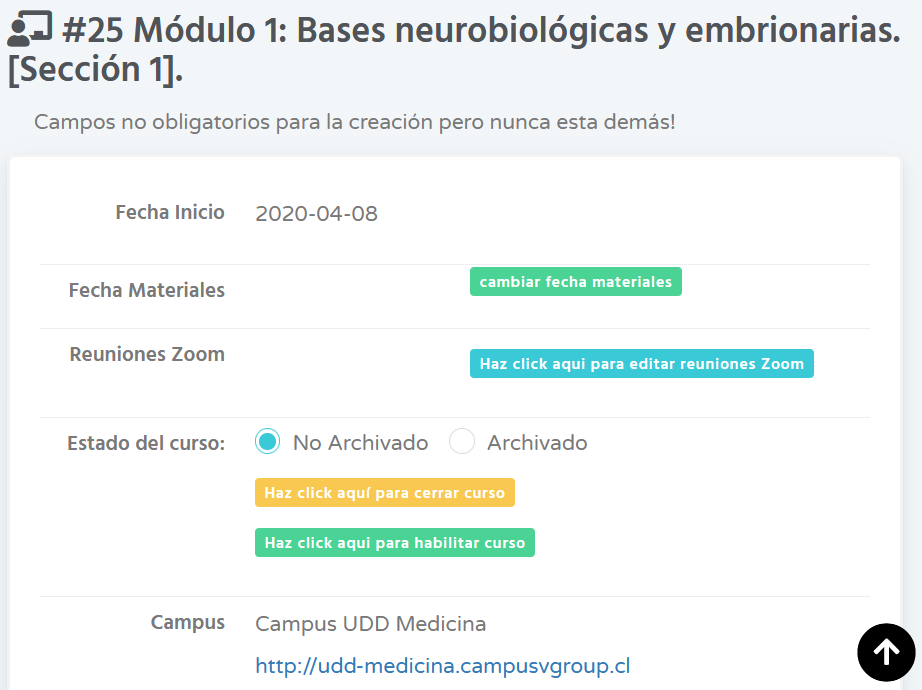 #25 Módulo 1: Bases neurobiológicas y embrionarias.
[Sección 1].
Campos no obligatorios para la creación pero nunca esta demás!
Fecha Inicio 2020-04-08
Fecha Materiales cambiar fecha materiales
Reuniones Zoom Haz click aqui para editar reuniones Zoom
Estado del curso: No Archivado Archivado
Haz click aquí para cerrar curso
Haz click aqui para habilitar curso
Campus Campus UDD Medicina
http://udd-medicina.campusvgroup.cl